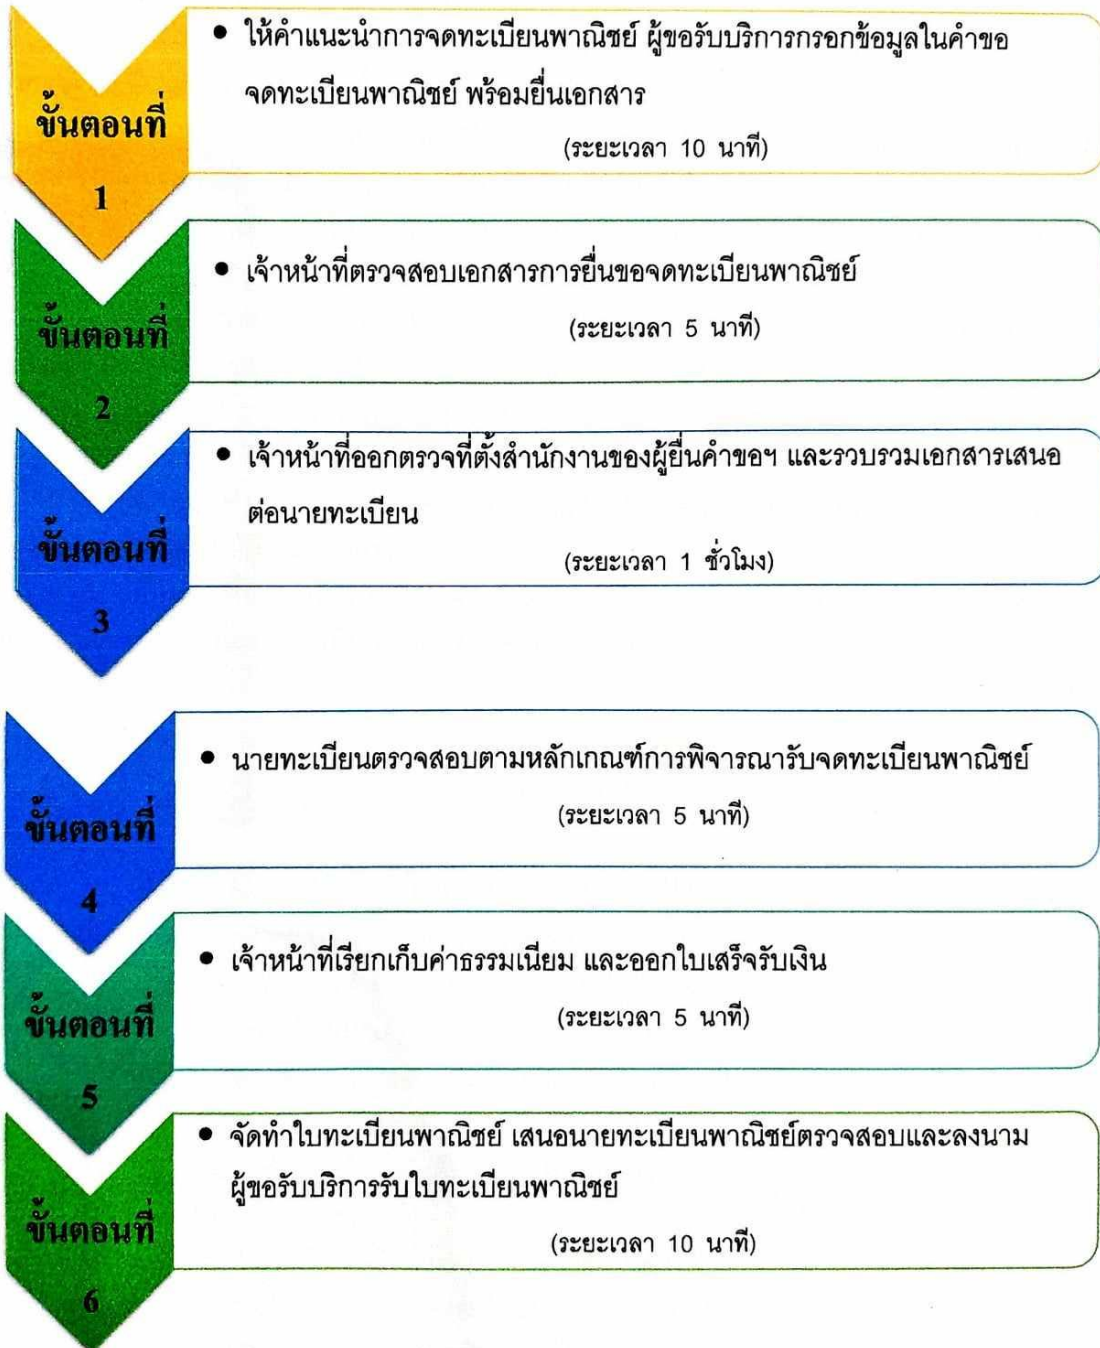 ขั้นตอนที่
1
• ให้คำแนะนำการจดทะเบียนพาณิชย์ ผู้ขอรับบริการกรอกข้อมูลในคำขอ
จดทะเบียนพาณิชย์ พร้อมยื่นเอกสาร
(ระยะเวลา 10 นาที)
ขั้นตอนที่
2
• เจ้าหน้าที่ตรวจสอบเอกสารการยื่นขอจดทะเบียนพาณิชย์
(ระยะเวลา 5 นาที)
ขั้นตอนที่
3
• เจ้าหน้าที่ออกตรวจที่ตั้งสำนักงานของผู้ยื่นคำขอฯ และรวบรวมเอกสารเสนอ
ต่อนายทะเบียน
(ระยะเวลา 1 ชั่วโมง)
ขั้นตอนที่
4
• นายทะเบียนตรวจสอบตามหลักเกณฑ์การพิจารณารับจดทะเบียนพาณิชย์
(ระยะเวลา 5 นาที)
ขั้นตอนที่
5
• เจ้าหน้าที่เรียกเก็บค่าธรรมเนียม และออกใบเสร็จรับเงิน
(ระยะเวลา 5 นาที)
ขั้นตอนที่
6
• จัดทำใบทะเบียนพาณิชย์ เสนอนายทะเบียนพาณิชย์ตรวจสอบและลงนาม
ผู้ขอรับบริการรับใบทะเบียนพาณิชย์
(ระยะเวลา 10 นาที)